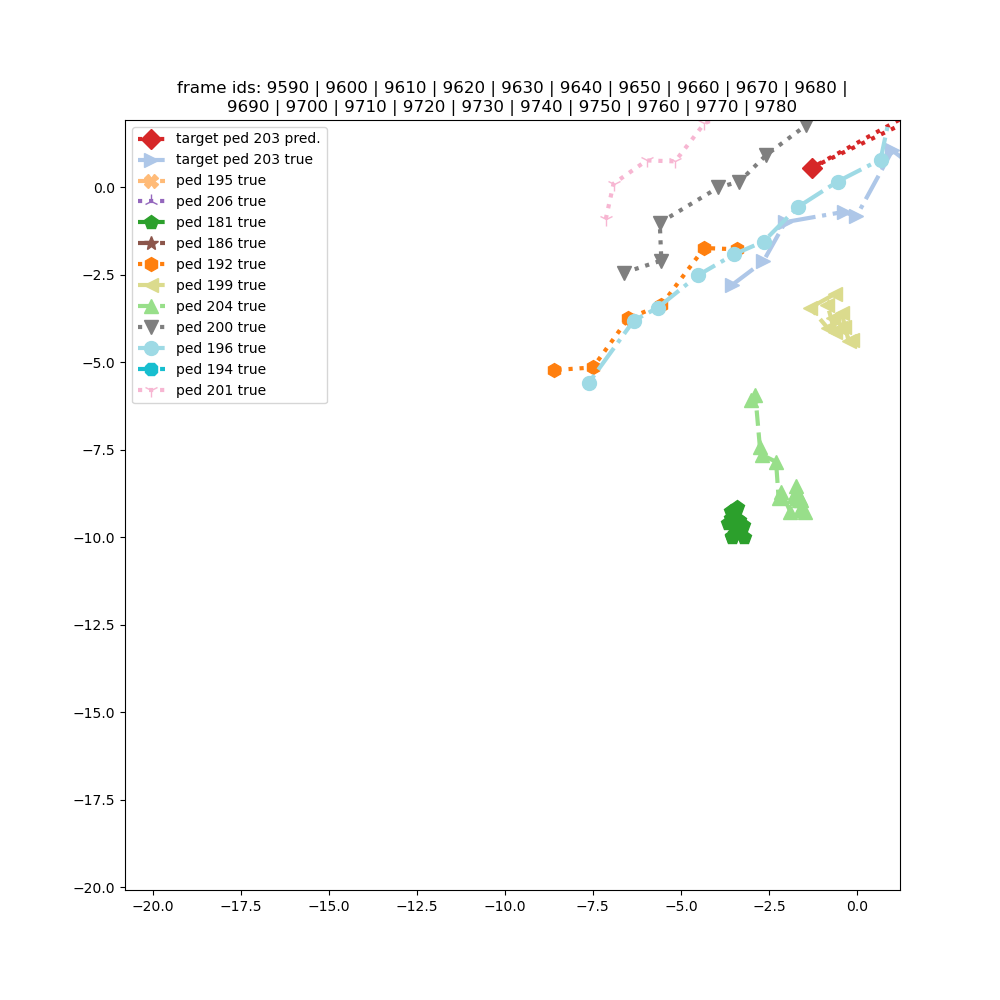 frame ids: 9590 | 9600 | 9610 | 9620 | 9630 | 9640 | 9650 | 9660 | 9670 | 9680 |
9690 | 9700 | 9710 | 9720 | 9730 | 9740 | 9750 | 9760 | 9770 | 9780
target ped 203 pred.
target ped 203 true
ped 195 true
ped 206 true
ped 181 true
ped 186 true
ped 192 true
ped 199 true
ped 204 true
ped 200 true
ped 196 true
ped 194 true
ped 201 true
0.0
−2.5
−5.0
−7.5
−10.0
−12.5
−15.0
−17.5
−20.0
−20.0 −17.5 −15.0 −12.5 −10.0 −7.5 −5.0 −2.5 0.0